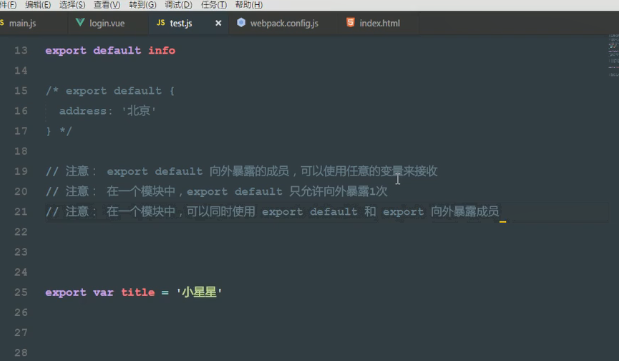 件(F) 编辑(E) 选择(S) 查看(V) 转到(G) 调试(D) 任务(T) 帮助(H)
JS main.js login.vue JS test.js × webpack.config.js index.html
13 export default info
14
15 /* export default {
16 address: '北京'
17 } */
18
19 // 注意： export default 向外暴露的成员，可以使用任意的变量来接收
20 // 注意： 在一个模块中，export default 只允许向外暴露1次
21 // 注意： 在一个模块中，可以同时使用 export default 和 export 向外暴露成员
22
23
24
25 export var title = '小星星'
26
27
28